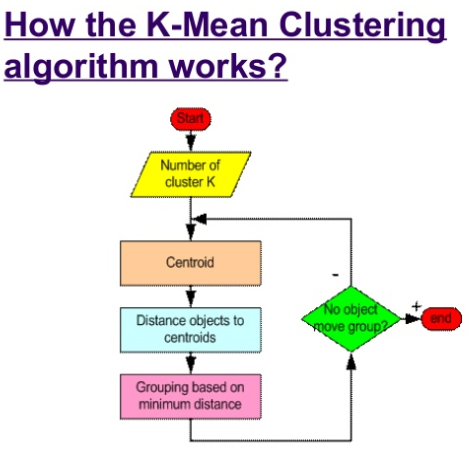 How the K-Mean Clustering
algorithm works?
Start
Number of
cluster K
Centroid
Distance objects to
centroids
Grouping based on
minimum distance
-
No object
move group?
+
end